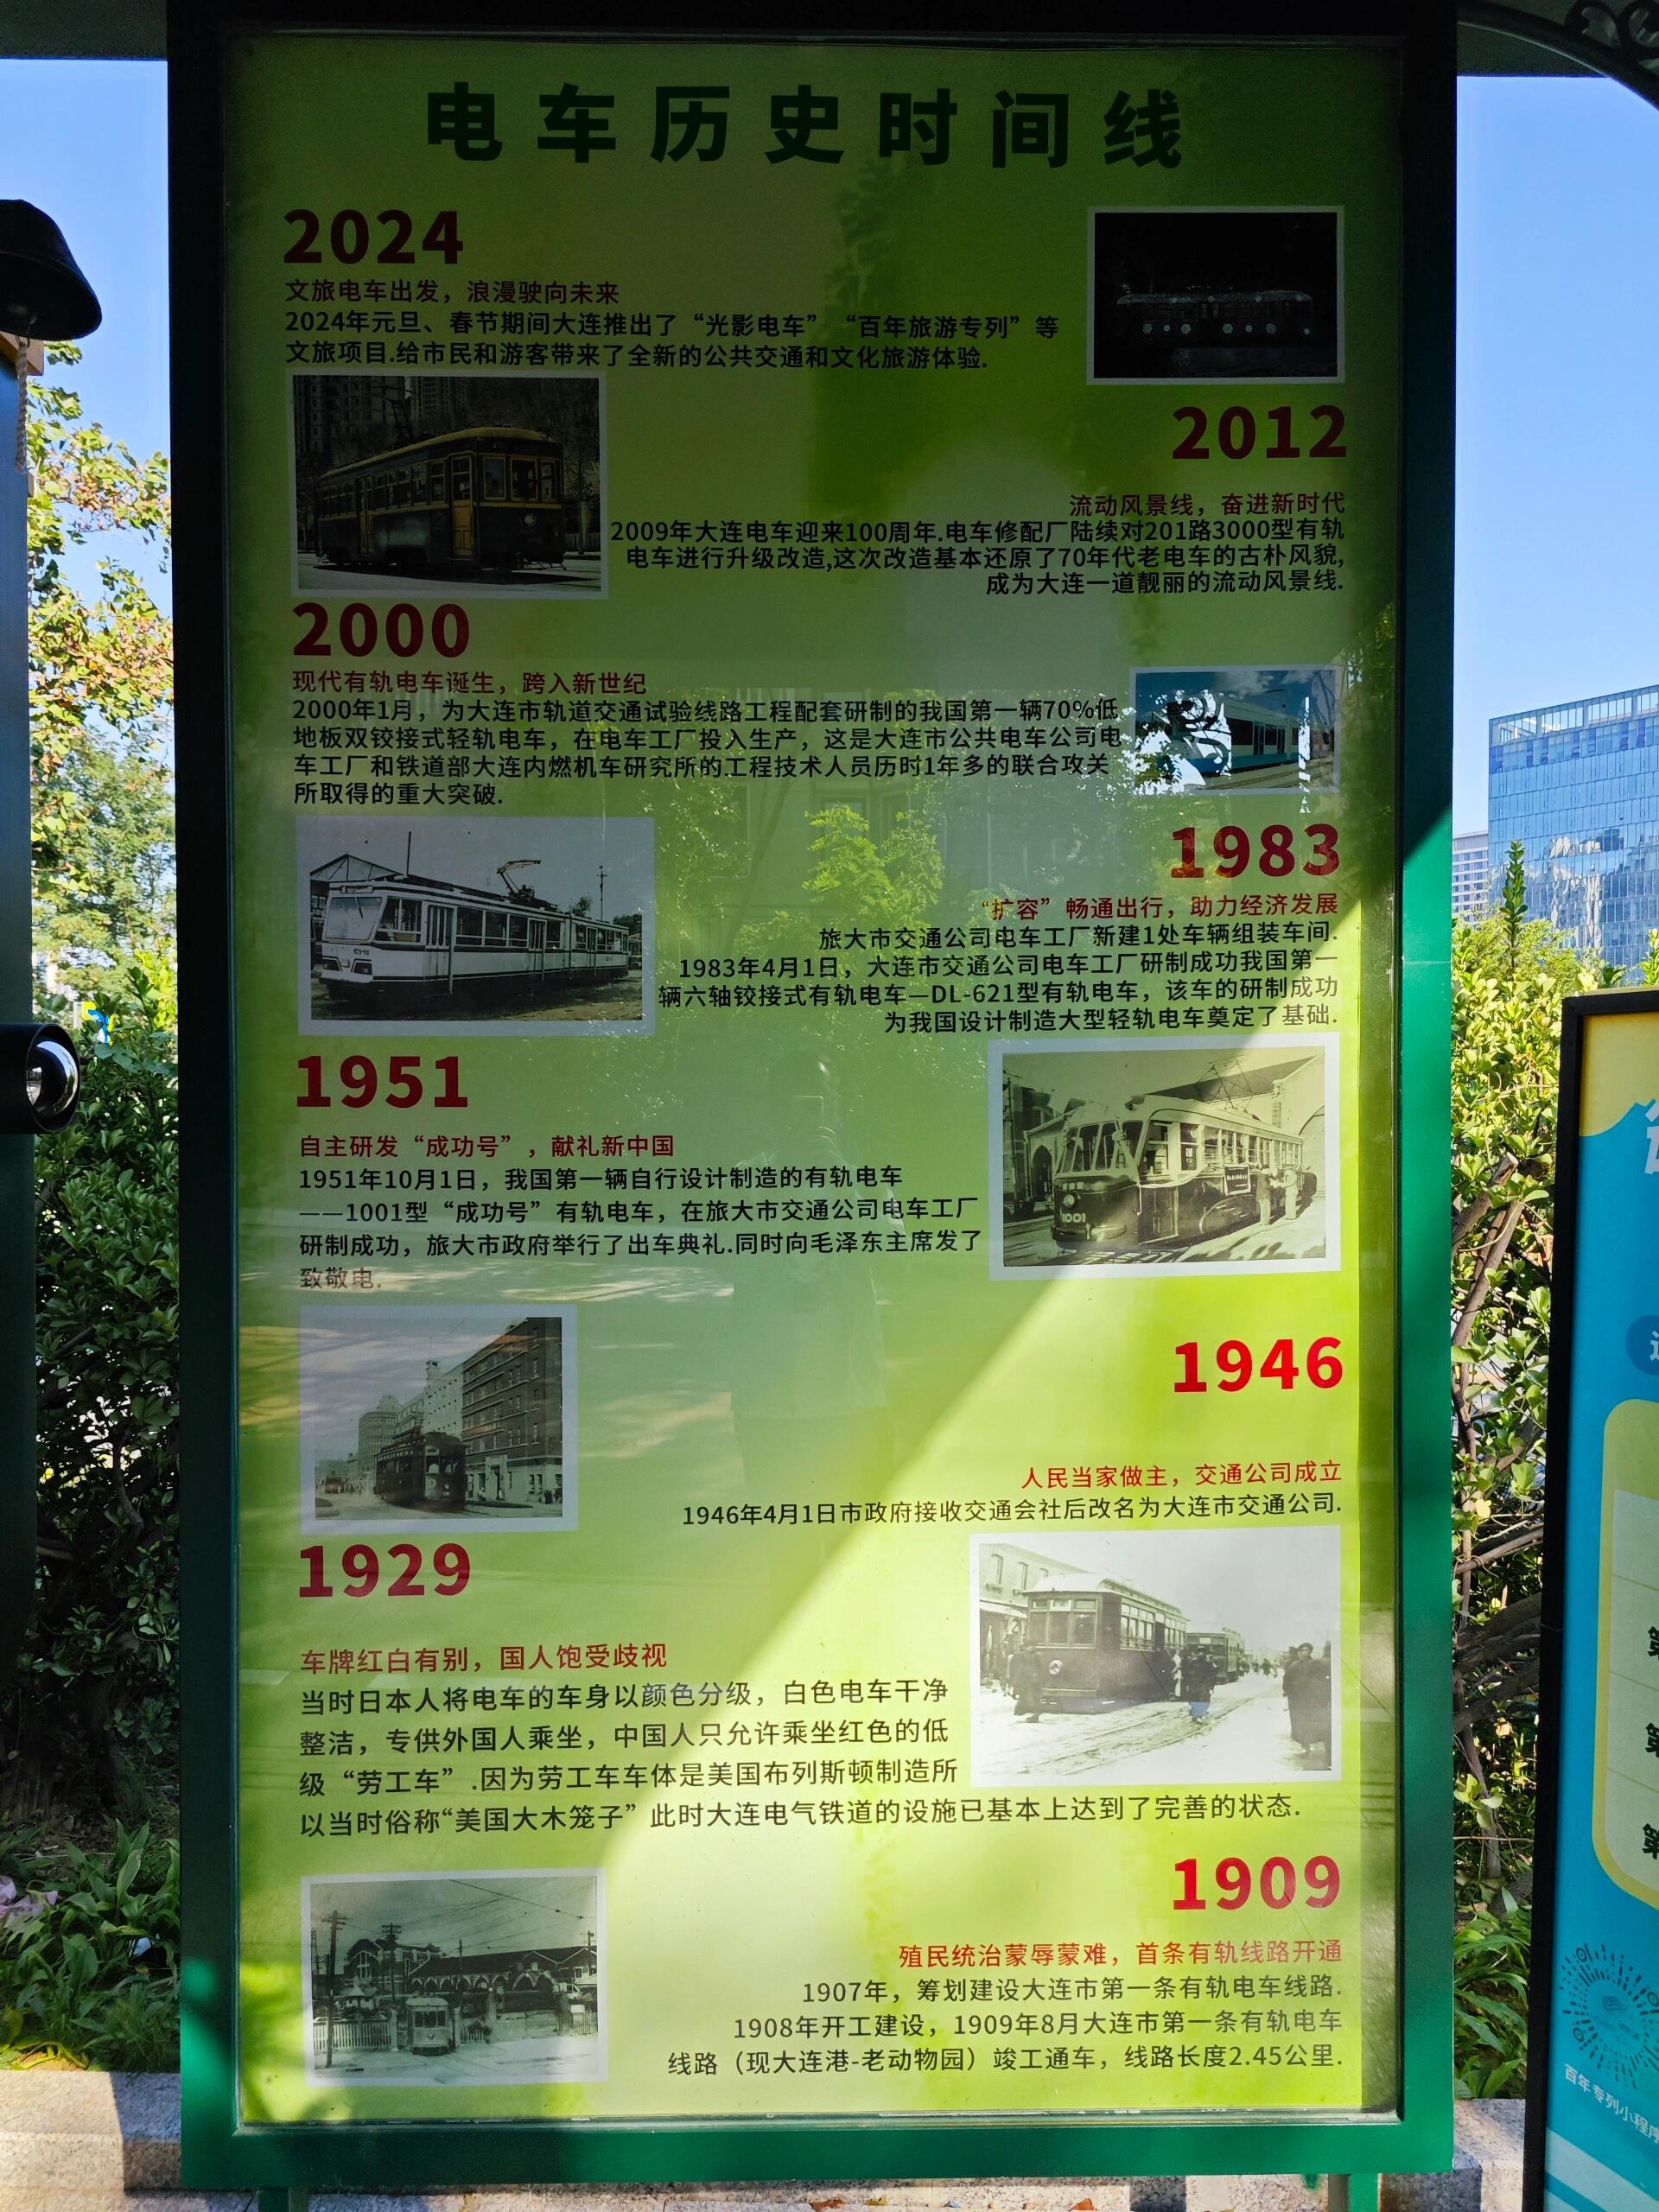 电车历史时间线
2024
文旅电车出发，浪漫驶向未来
2024年元旦、春节期间大连推出了“光影电车”“百年旅游专列”等
文旅项目.给市民和游客带来了全新的公共交通和文化旅游体验.
2012
流动风景线，奋进新时代
2009年大连电车迎来100周年.电车修配厂陆续对201路3000型有轨
电车进行升级改造,这次改造基本还原了70年代老电车的古朴风貌,
成为大连一道靓丽的流动风景线.
2000
现代有轨电车诞生，跨入新世纪
2000年1月，为大连市轨道交通试验线路工程配套研制的我国第一辆70%低
地板双铰接式轻轨电车，在电车工厂投入生产，这是大连市公共电车公司电
车工厂和铁道部大连内燃机车研究所的工程技术人员历时1年多的联合攻关
所取得的重大突破.
1983
“扩容”畅通出行，助力经济发展
旅大市交通公司电车工厂新建1处车辆组装车间.
1983年4月1日，大连市交通公司电车工厂研制成功我国第一
辆六轴铰接式有轨电车—DL-621型有轨电车，该车的研制成功
为我国设计制造大型轻轨电车奠定了基础.
1951
自主研发“成功号”，献礼新中国
1951年10月1日，我国第一辆自行设计制造的有轨电车
——1001型“成功号”有轨电车，在旅大市交通公司电车工厂
研制成功，旅大市政府举行了出车典礼.同时向毛泽东主席发了
致敬电.
1001
1946
人民当家做主，交通公司成立
1946年4月1日市政府接收交通会社后改名为大连市交通公司.
1929
车牌红白有别，国人饱受歧视
当时日本人将电车的车身以颜色分级，白色电车干净
整洁，专供外国人乘坐，中国人只允许乘坐红色的低
级“劳工车”.因为劳工车车体是美国布列斯顿制造所
以当时俗称“美国大木笼子”此时大连电气铁道的设施已基本上达到了完善的状态.
1909
殖民统治蒙辱蒙难，首条有轨线路开通
1907年，筹划建设大连市第一条有轨电车线路.
1908年开工建设，1909年8月大连市第一条有轨电车
线路（现大连港-老动物园）竣工通车，线路长度2.45公里.
百年专列小程序